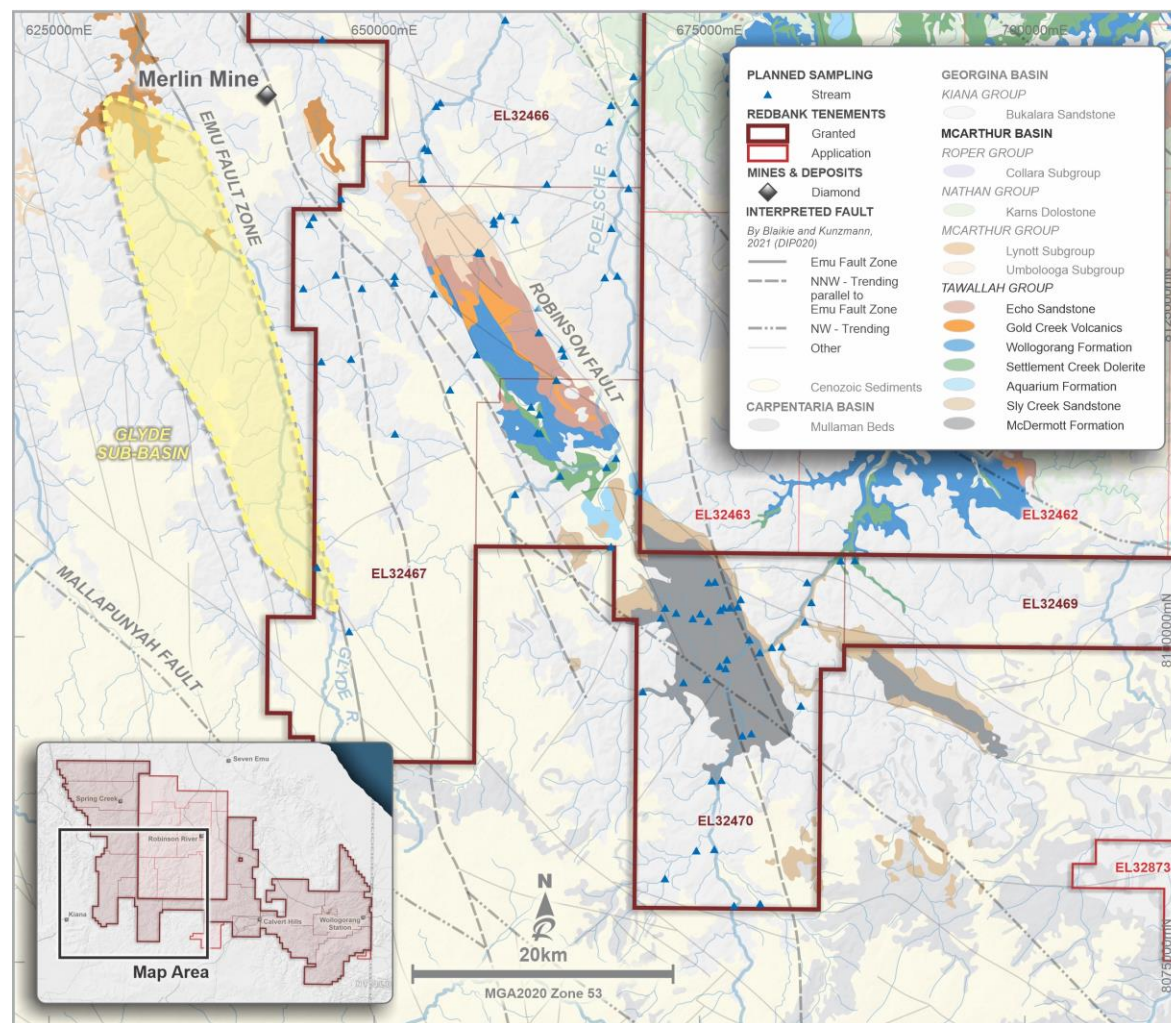 625000mE
650000mE
675000mE
Merlin Mine
EMU FAULT ZONE
EL32466
FOELSCHE R.
ROBINSON FAULT
GLYDE
SUB-BASIN
MALLAPUNYAH FAULT
EL32467
GLYDE R.
EL32463
EL32462
EL32469
EL32470
EL32873
8075000mN
PLANNED SAMPLING
Stream
REDBANK TENEMENTS
Granted
Application
MINES & DEPOSITS
Diamond
INTERPRETED FAULT
By Blaikie and Kunzmann,
2021 (DIP020)
Emu Fault Zone
NNW - Trending
parallel to
Emu Fault Zone
NW - Trending
Other
Cenozoic Sediments
CARPENTARIA BASIN
Mullaman Beds
GEORGINA BASIN
KIANA GROUP
Bukalara Sandstone
MCARTHUR BASIN
ROPER GROUP
Collara Subgroup
NATHAN GROUP
Karns Dolostone
MCARTHUR GROUP
Lynott Subgroup
Umbolooga Subgroup
TAWALLAH GROUP
Echo Sandstone
Gold Creek Volcanics
Wollogorang Formation
Settlement Creek Dolerite
Aquarium Formation
Sly Creek Sandstone
McDermott Formation
Seven Emu
Spring Creek
Robinson River
Kiana
Calvert Hills
Wollogorang
Station
Map Area
N
20km
MGA2020 Zone 53